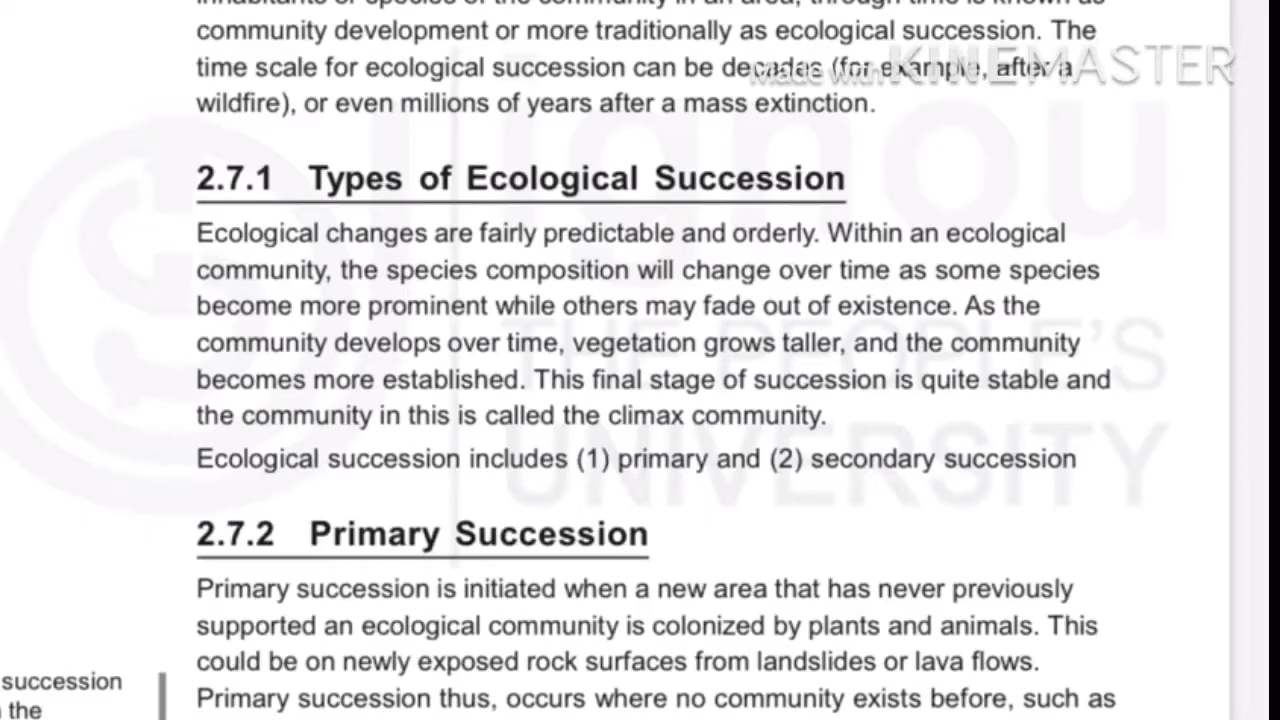 community development or more traditionally as ecological succession. The
time scale for ecological succession can be decades (for example, after a
wildfire), or even millions of years after a mass extinction.
Made with KINEMASTER
2.7.1 Types of Ecological Succession
Ecological changes are fairly predictable and orderly. Within an ecological
community, the species composition will change over time as some species
become more prominent while others may fade out of existence. As the
community develops over time, vegetation grows taller, and the community
becomes more established. This final stage of succession is quite stable and
the community in this is called the climax community.
Ecological succession includes (1) primary and (2) secondary succession
ignou
THE PEOPLE'S
UNIVERSITY
2.7.2 Primary Succession
Primary succession is initiated when a new area that has never previously
supported an ecological community is colonized by plants and animals. This
could be on newly exposed rock surfaces from landslides or lava flows.
Primary succession thus, occurs where no community exists before, such as
succession
the